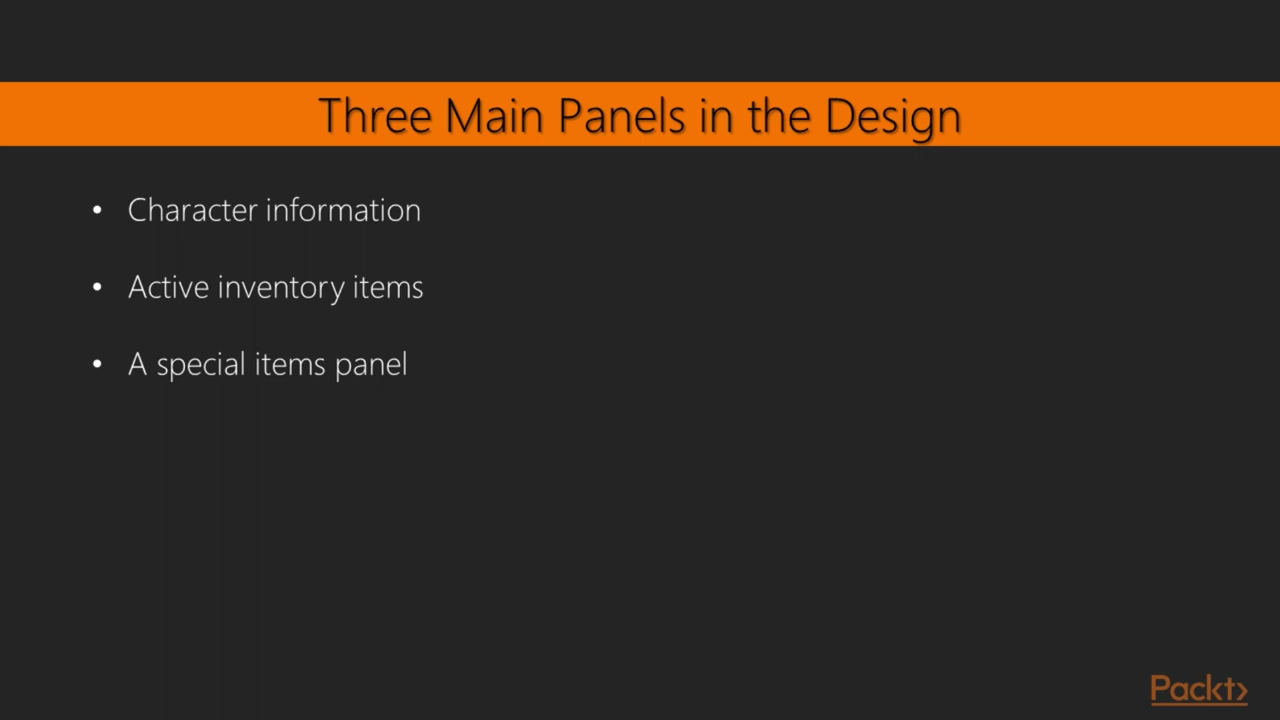 Three Main Panels in the Design
• Character information
• Active inventory items
• A special items panel
Packt>